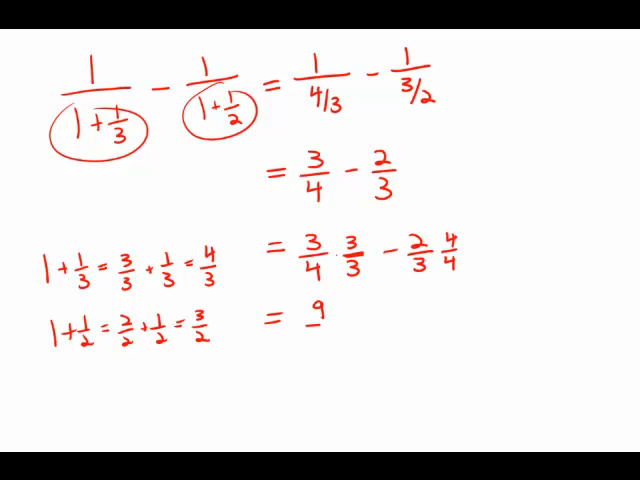 1/(1+1/3) − 1/(1+1/2) = 1/(4/3) − 1/(3/2)
= 3/4 − 2/3
= 3/4 · 3/3 − 2/3 4/4
1 + 1/3 = 3/3 + 1/3 = 4/3
= 9
1 + 1/2 = 2/2 + 1/2 = 3/2